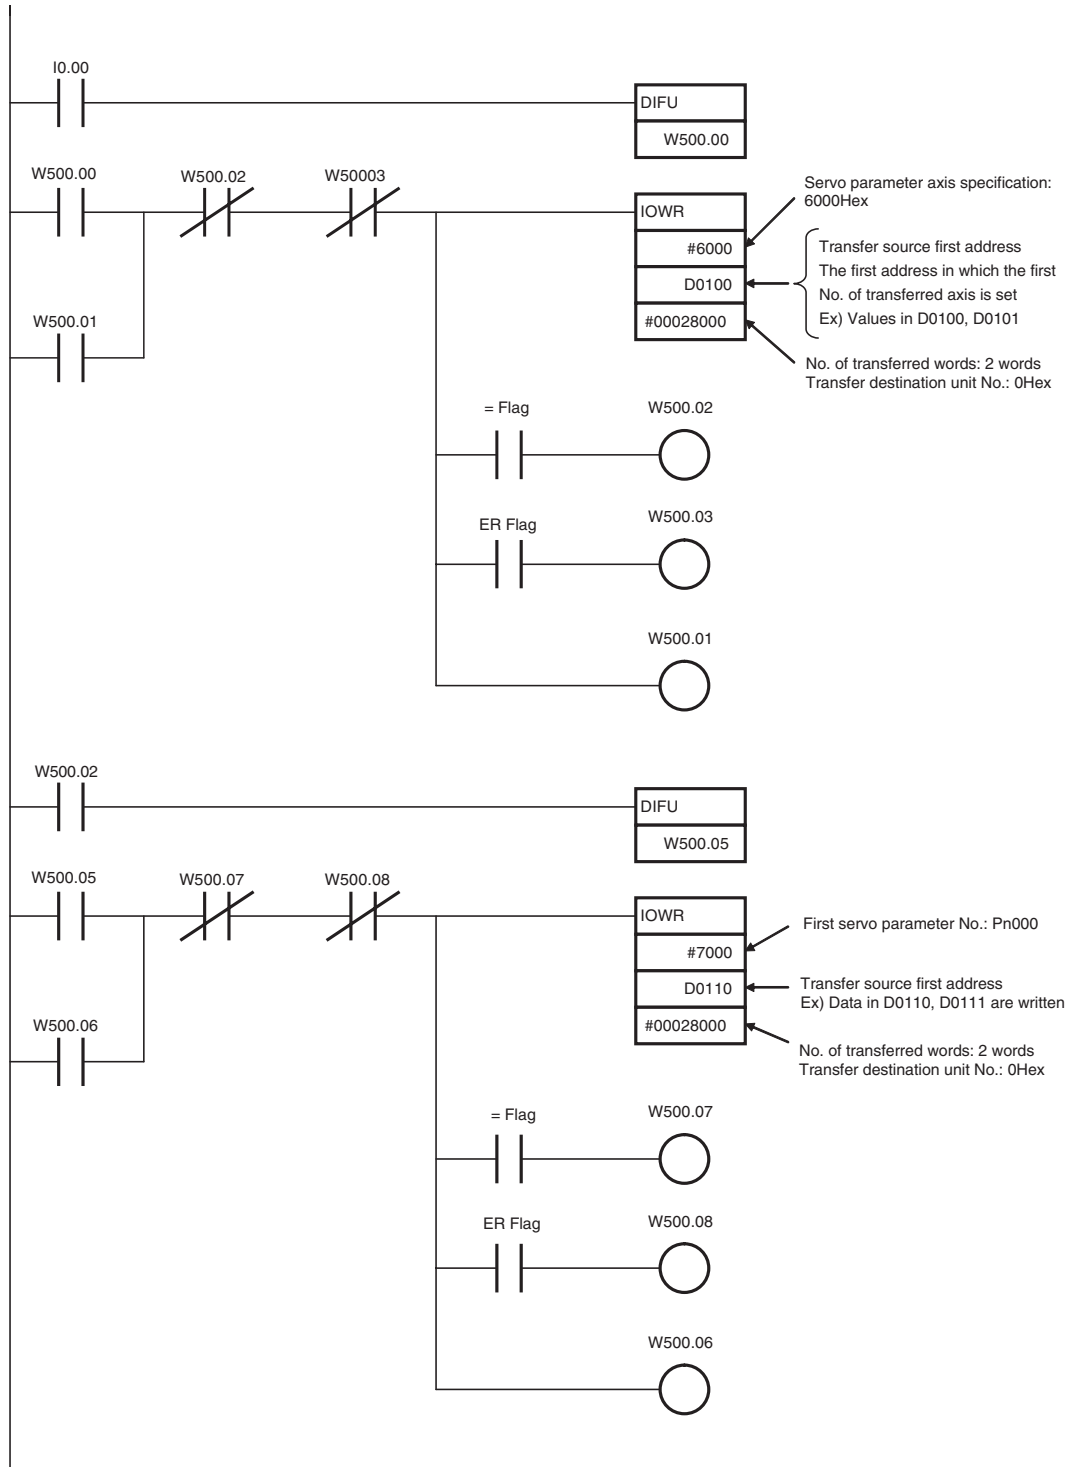 I0.00
DIFU
W500.00
W500.00
W500.02
W50003
IOWR
#6000
D0100
#00028000
Servo parameter axis specification:
6000Hex
Transfer source first address
The first address in which the first
No. of transferred axis is set
Ex) Values in D0100, D0101
No. of transferred words: 2 words
Transfer destination unit No.: 0Hex
W500.01
= Flag
W500.02
ER Flag
W500.03
W500.01
W500.02
DIFU
W500.05
W500.05
W500.07
W500.08
IOWR
#7000
D0110
#00028000
First servo parameter No.: Pn000
Transfer source first address
Ex) Data in D0110, D0111 are written
No. of transferred words: 2 words
Transfer destination unit No.: 0Hex
W500.06
= Flag
W500.07
ER Flag
W500.08
W500.06